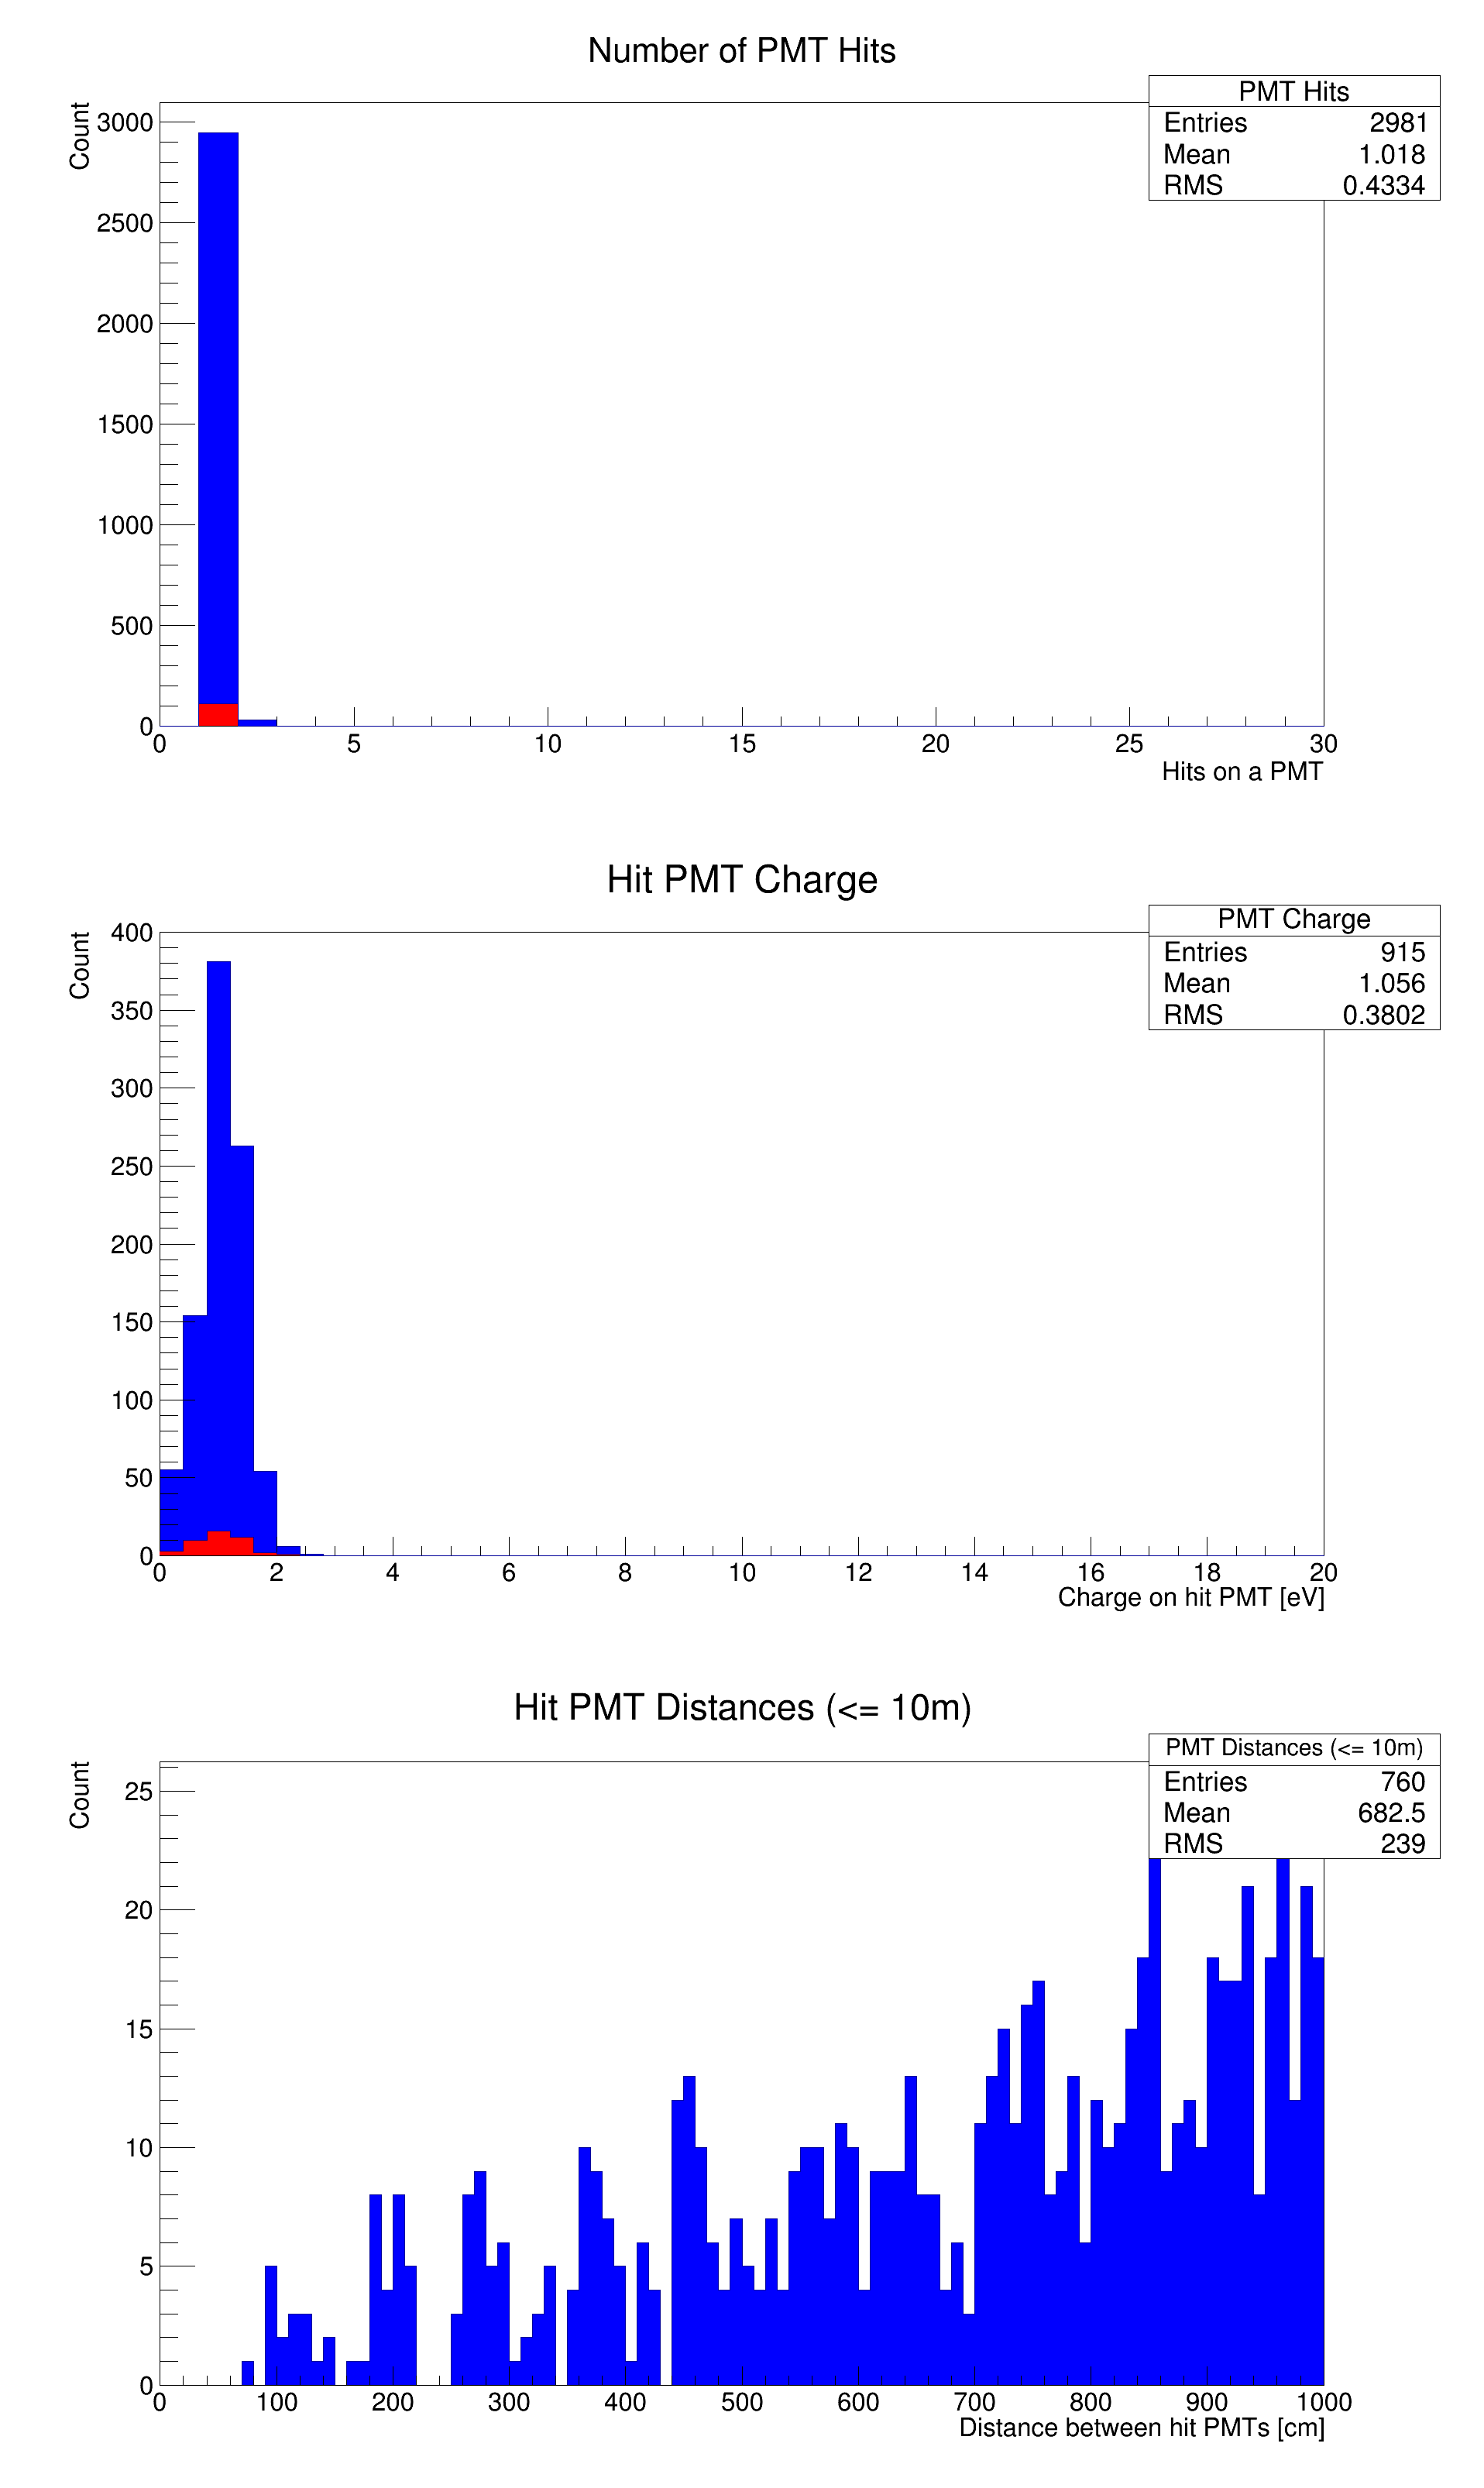 Number of PMT Hits
PMT Hits
Entries 2981
Mean 1.018
RMS 0.4334
Count
3000
2500
2000
1500
1000
500
0
0 5 10 15 20 25 30
Hits on a PMT
Hit PMT Charge
PMT Charge
Entries 915
Mean 1.056
RMS 0.3802
Count
400
350
300
250
200
150
100
50
0
0 2 4 6 8 10 12 14 16 18 20
Charge on hit PMT [eV]
Hit PMT Distances (<= 10m)
PMT Distances (<= 10m)
Entries 760
Mean 682.5
RMS 239
Count
25
20
15
10
5
0
0 100 200 300 400 500 600 700 800 900 1000
Distance between hit PMTs [cm]